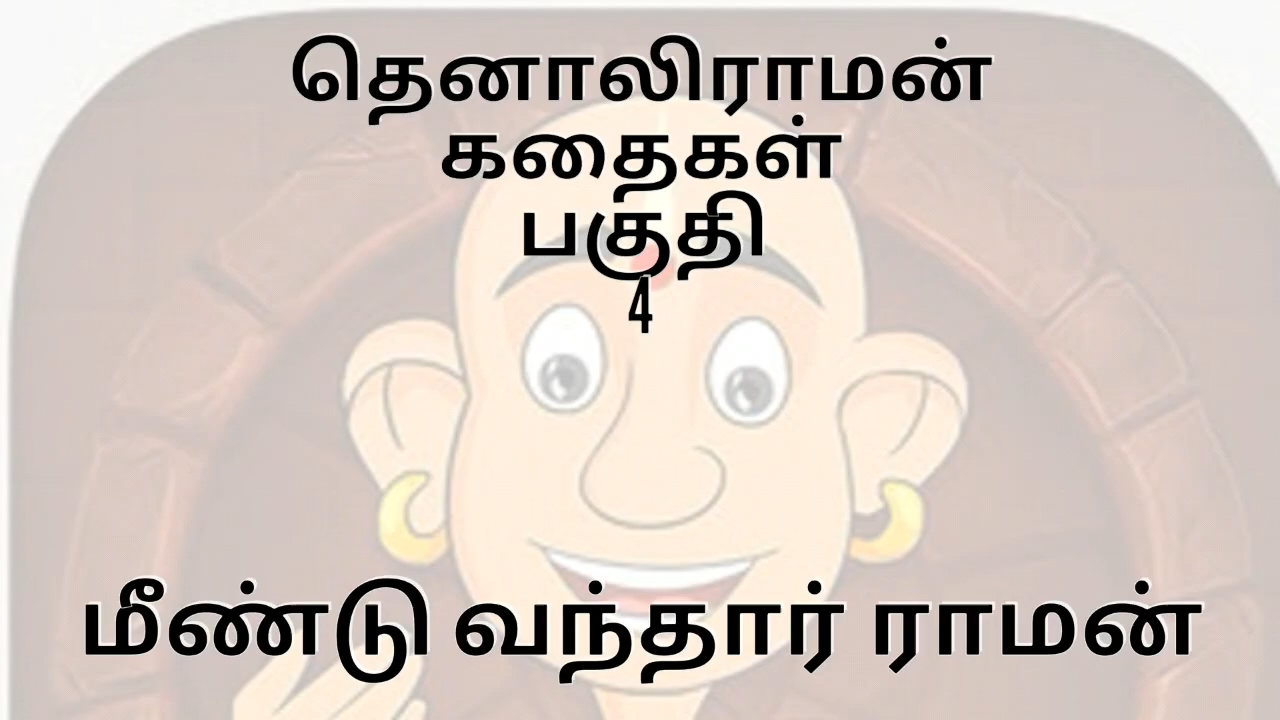 தெனாலிராமன்
கதைகள்
பகுதி
4
மீண்டு வந்தார் ராமன்